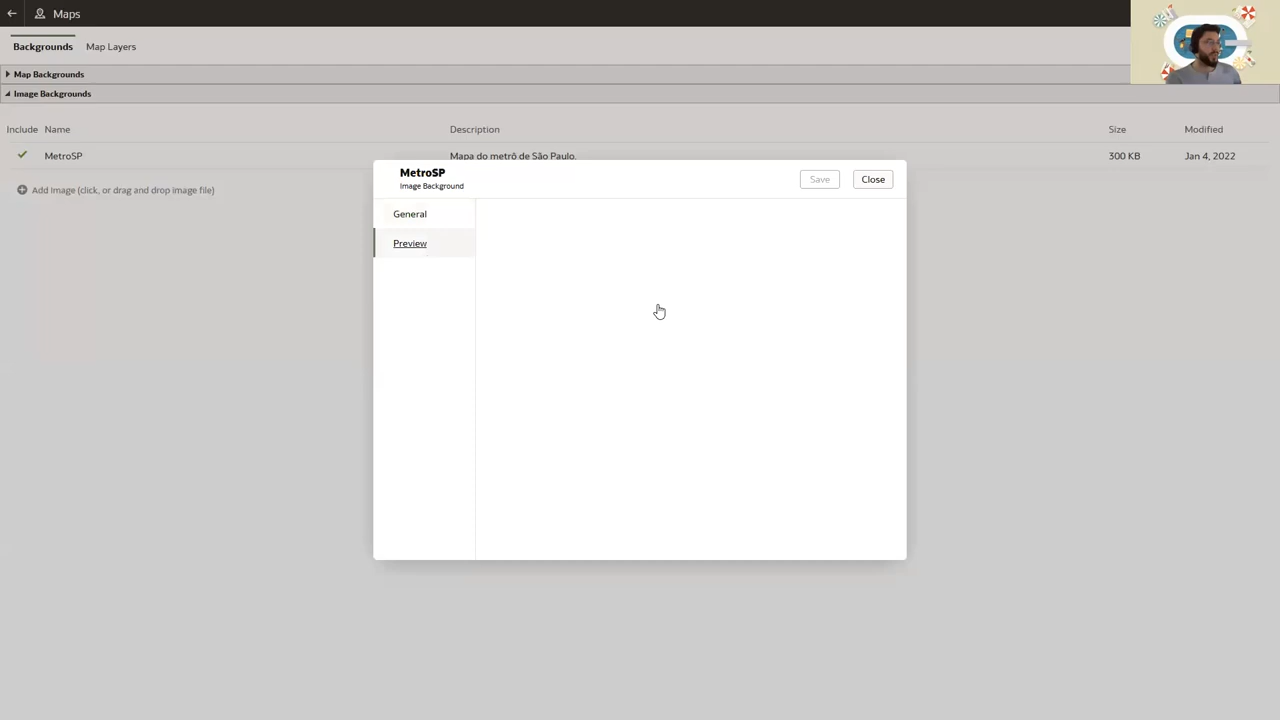 Maps
Backgrounds Map Layers
Map Backgrounds
Image Backgrounds
Include Name Description Size Modified
MetroSP Mapa do metrô de São Paulo. 300 KB Jan 4, 2022
Add Image (click, or drag and drop image file)
MetroSP
Image Background
Save Close
General
Preview